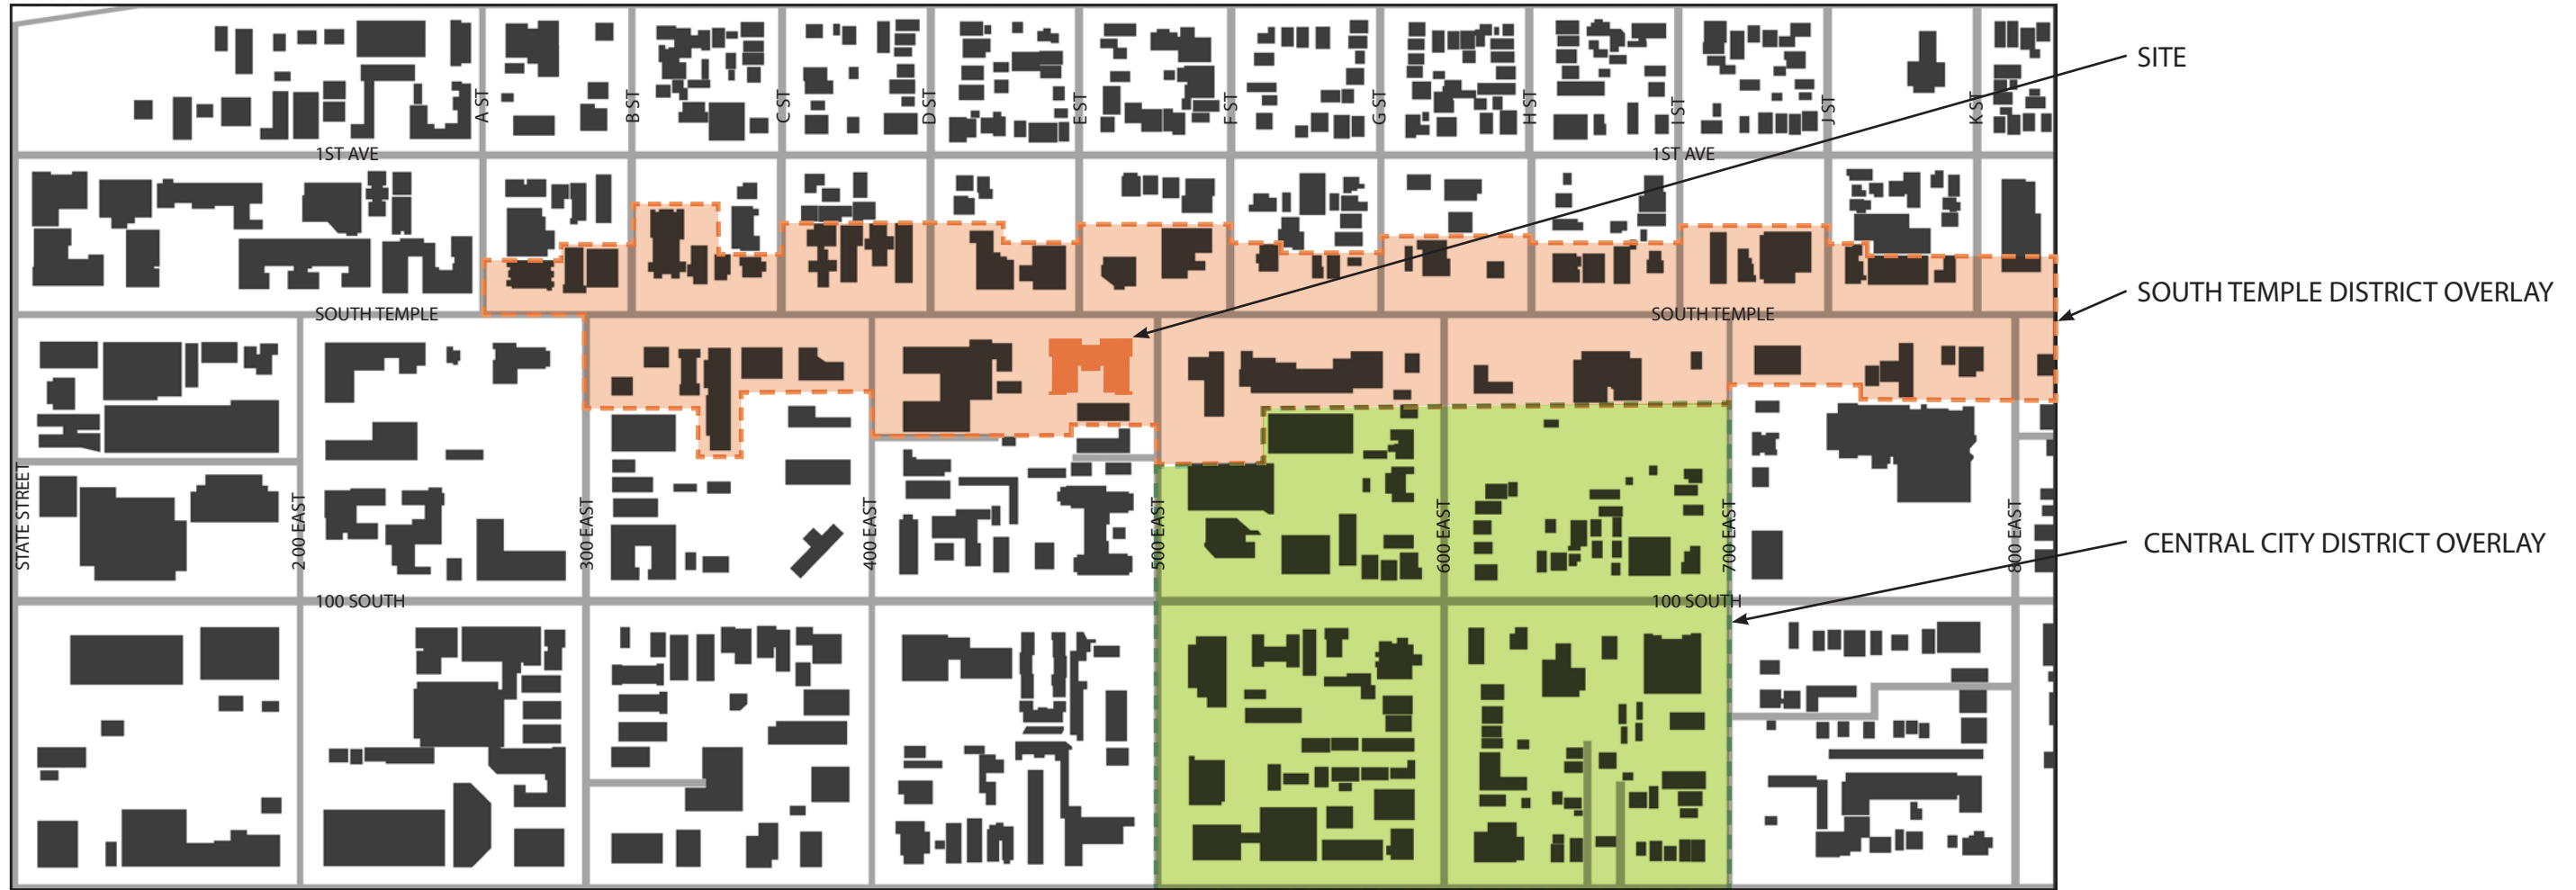 SITE
A ST
B ST
C ST
D ST
E ST
F ST
G ST
H ST
I ST
J ST
K ST
1ST AVE
1ST AVE
SOUTH TEMPLE DISTRICT OVERLAY
SOUTH TEMPLE
SOUTH TEMPLE
STATE STREET
200 EAST
300 EAST
400 EAST
500 EAST
600 EAST
700 EAST
800 EAST
CENTRAL CITY DISTRICT OVERLAY
100 SOUTH
100 SOUTH